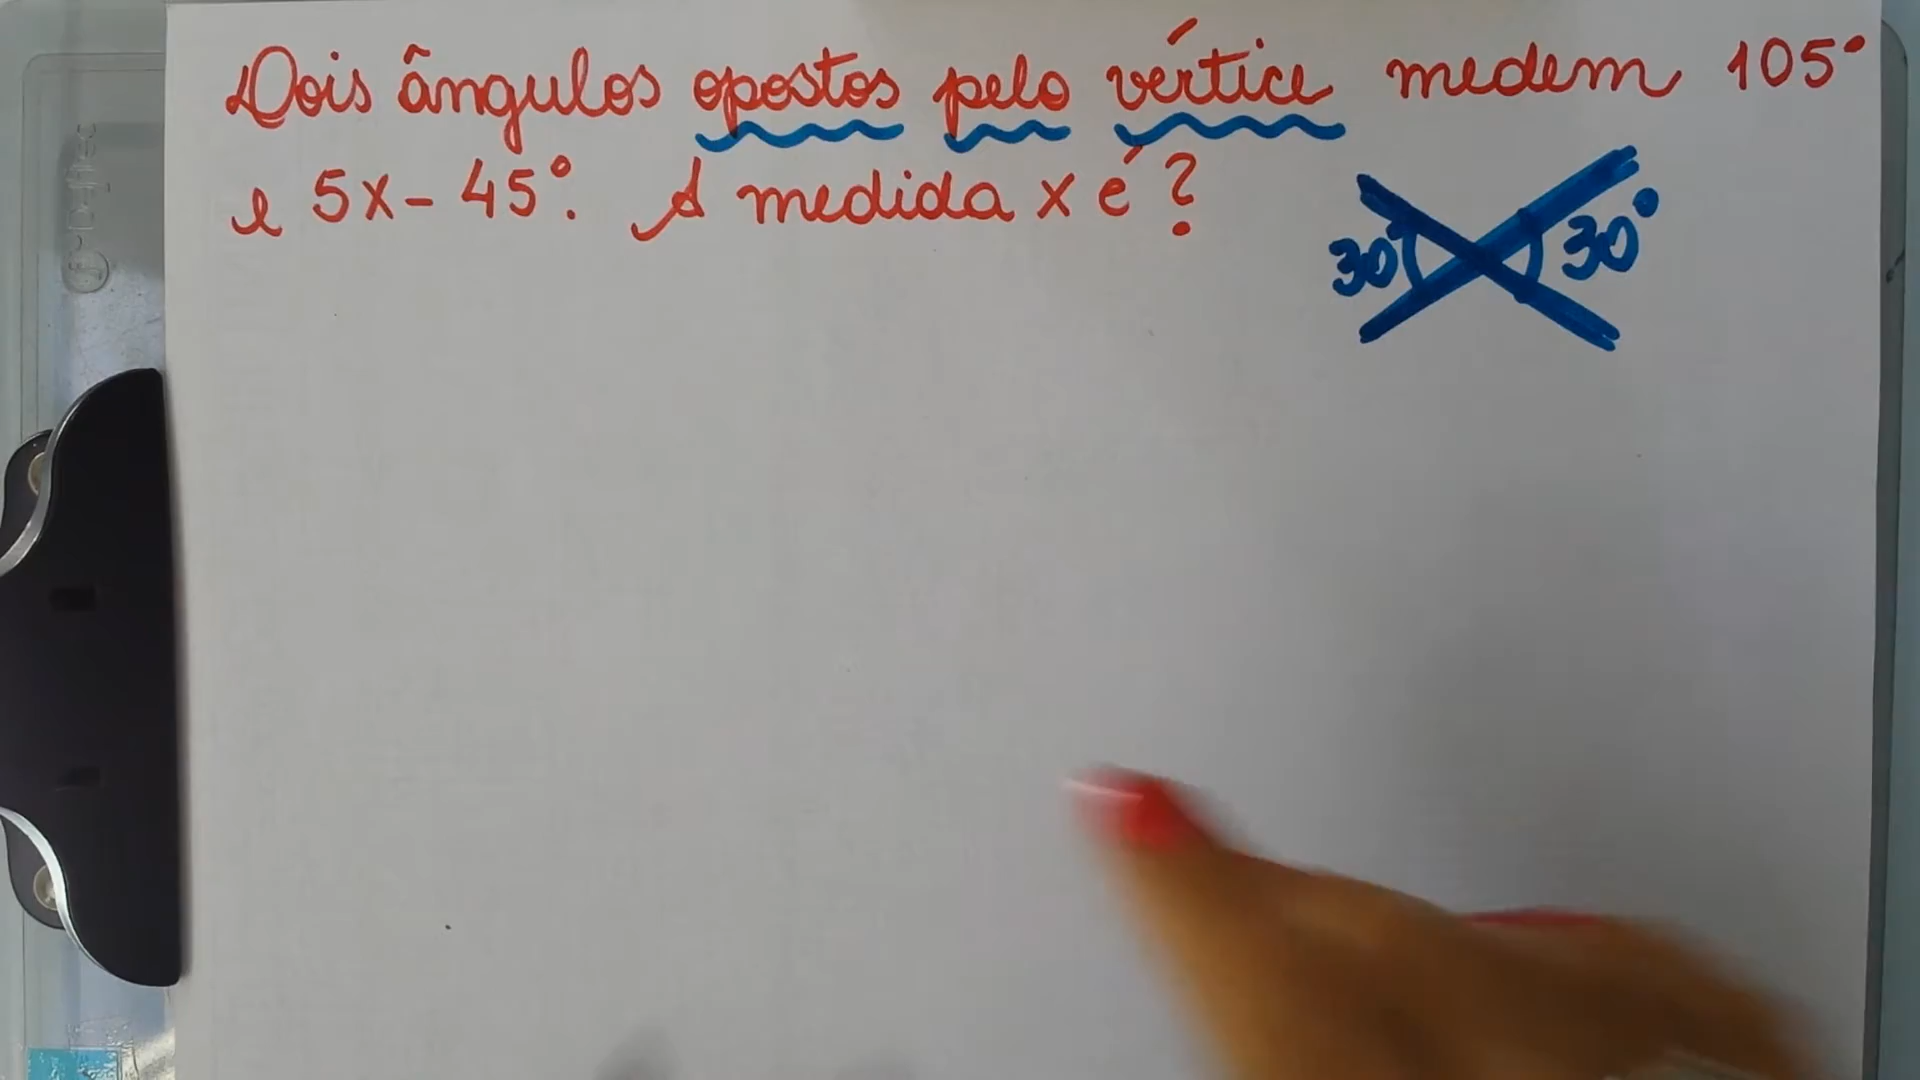 Dois ângulos opostos pelo vértice medem 105°
e 5x - 45°. A medida x é?
30° 30°